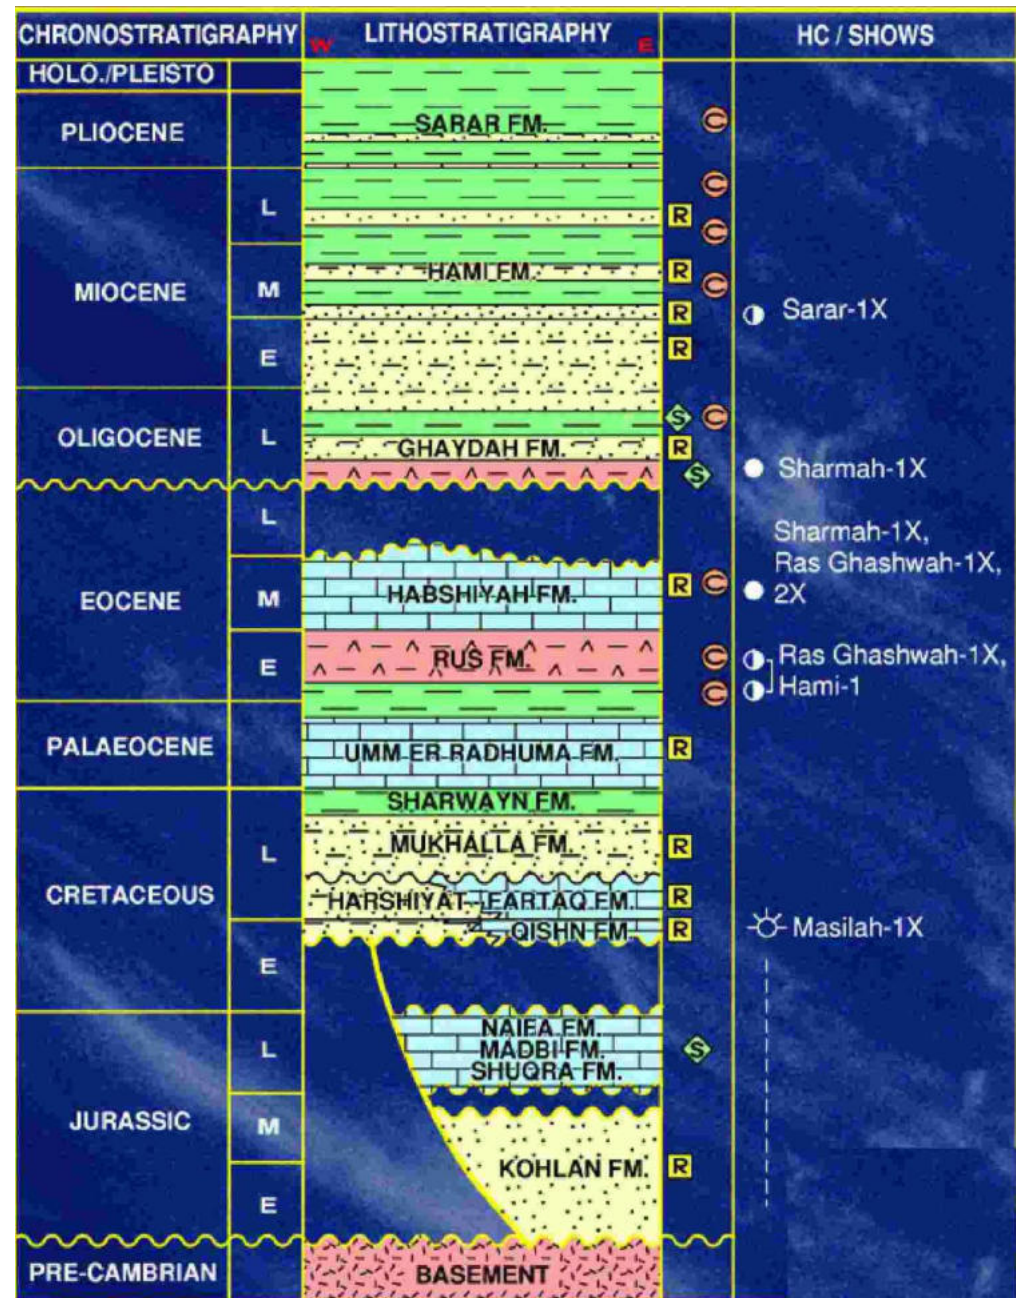 CHRONOSTRATIGRAPHY LITHOSTRATIGRAPHY HC / SHOWS
W E
HOLO./PLEISTO
PLIOCENE
SARAR FM.
C
C
L
R
C
MIOCENE
M
HAMI FM.
R
C
R
Sarar-1X
E
R
OLIGOCENE
L
S C
GHAYDAH FM.
R
S
Sharmah-1X
L
Sharmah-1X,
Ras Ghashwah-1X,
2X
EOCENE
M
HABSHIYAH FM.
R C
E
RUS FM.
C
Ras Ghashwah-1X,
C
Hami-1
PALAEOCENE
UMM ER RADHUMA FM.
R
SHARWAYN FM.
CRETACEOUS
L
MUKHALLA FM.
R
HARSHIYAT FARTAQ FM.
R
QISHN FM.
R
Masilah-1X
E
JURASSIC
L
NAIFA FM.
MADBI FM.
SHUQRA FM.
S
M
KOHLAN FM.
R
E
PRE-CAMBRIAN
BASEMENT